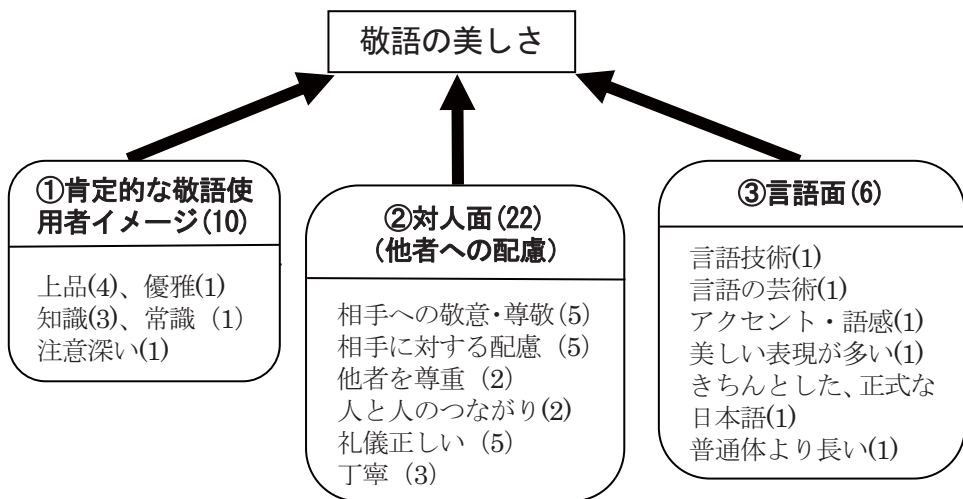 敬語の美しさ
①肯定的な敬語使
用者イメージ(10)
上品(4)、優雅(1)
知識(3)、常識（1）
注意深い(1)
②対人面(22)
（他者への配慮）
相手への敬意・尊敬(5)
相手に対する配慮（5）
他者を尊重（2）
人と人のつながり(2)
礼儀正しい（5）
丁寧（3）
③言語面(6)
言語技術(1)
言語の芸術(1)
アクセント・語感(1)
美しい表現が多い(1)
きちんとした、正式な
日本語(1)
普通体より長い(1)